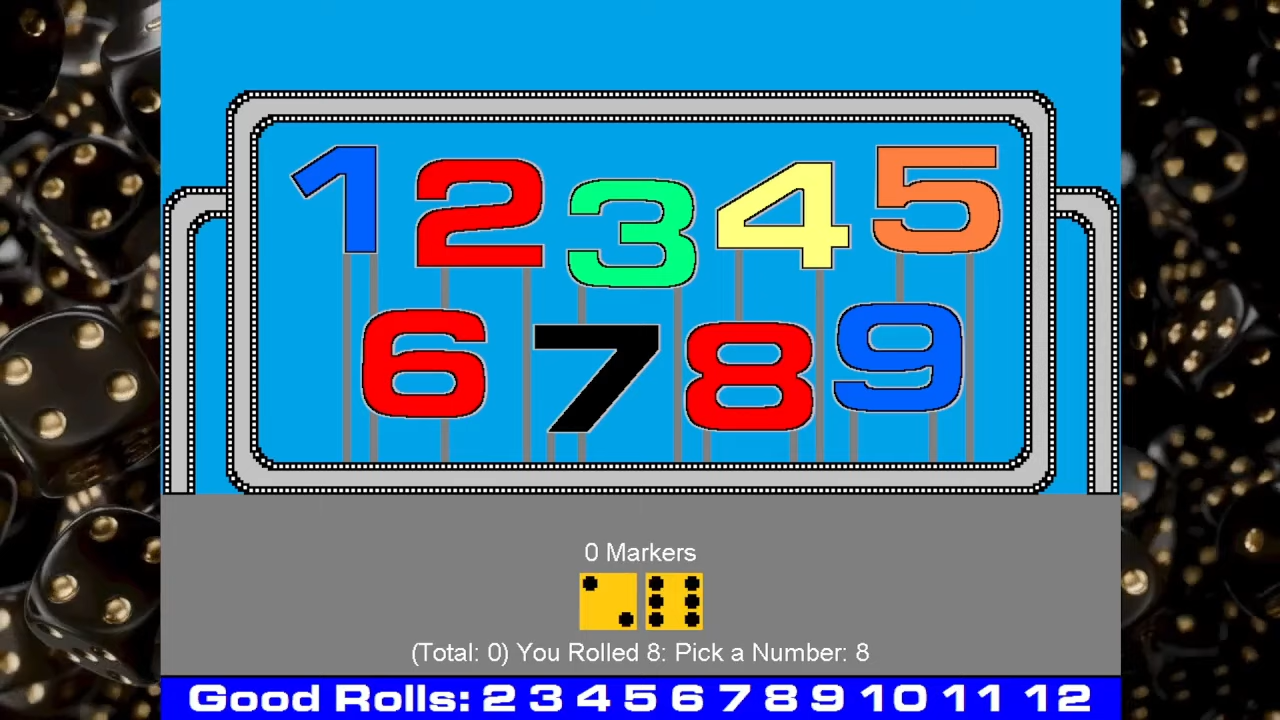 1 2 3 4 5
6 7 8 9
0 Markers
(Total: 0) You Rolled 8: Pick a Number: 8
Good Rolls: 2 3 4 5 6 7 8 9 10 11 12